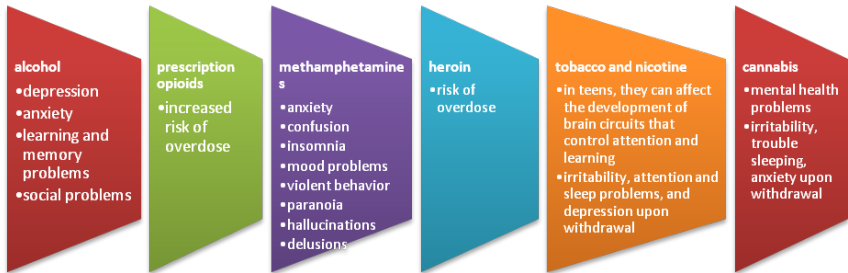 alcohol
•depression
•anxiety
•learning and
memory
problems
•social problems
prescription
opioids
•increased
risk of
overdose
methamphetamine
s
•anxiety
•confusion
•insomnia
•mood problems
•violent behavior
•paranoia
•hallucinations
•delusions
heroin
•risk of
overdose
tobacco and nicotine
•in teens, they can affect
the development of
brain circuits that
control attention and
learning
•irritability, attention and
sleep problems, and
depression upon
withdrawal
cannabis
•mental health
problems
•irritability,
trouble
sleeping,
anxiety upon
withdrawal